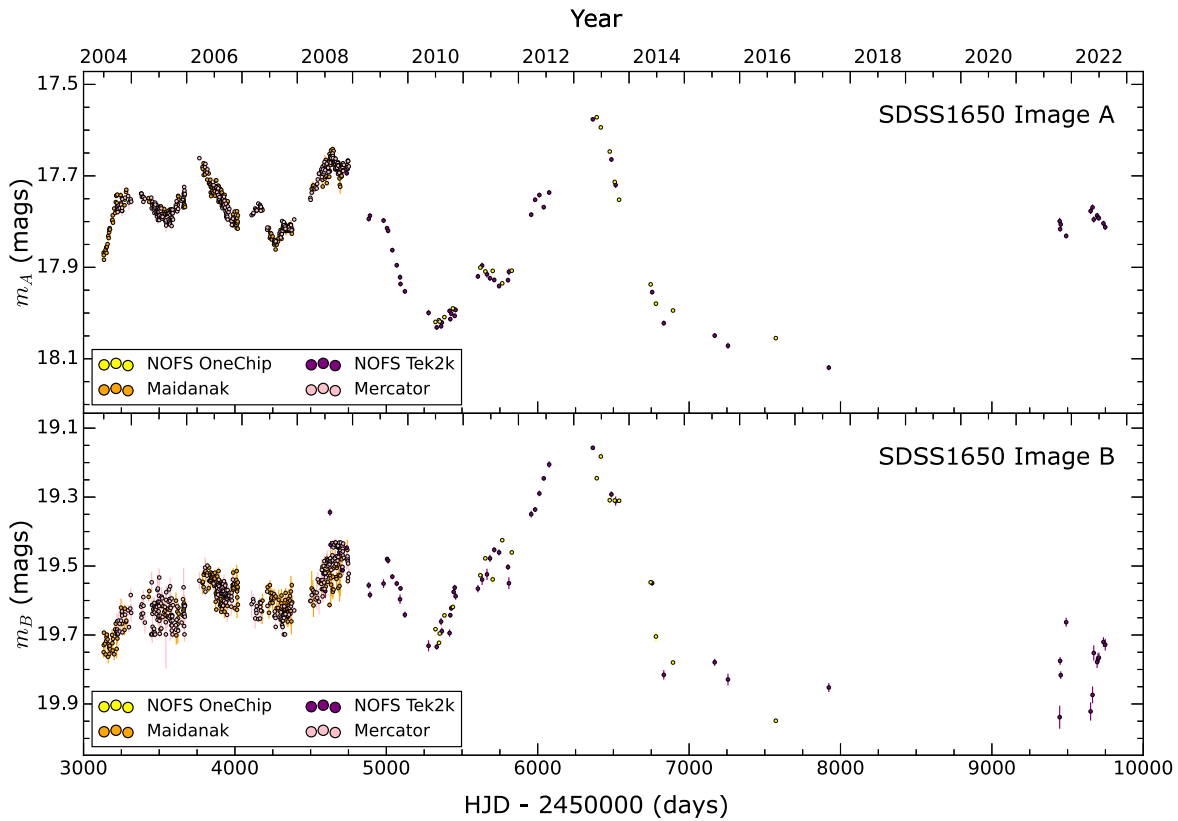 Year
2004 2006 2008 2010 2012 2014 2016 2018 2020 2022
17.5
17.7
17.9
18.1
m_A (mags)
SDSS1650 Image A
NOFS OneChip NOFS Tek2k
Maidanak Mercator
19.1
19.3
19.5
19.7
19.9
m_B (mags)
SDSS1650 Image B
NOFS OneChip NOFS Tek2k
Maidanak Mercator
3000 4000 5000 6000 7000 8000 9000 10000
HJD - 2450000 (days)